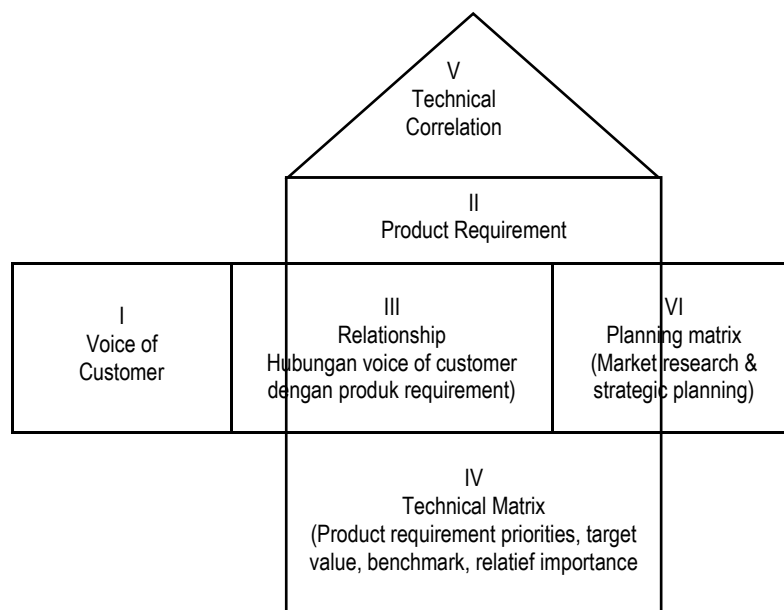 V
Technical
Correlation
II
Product Requirement
I
Voice of
Customer
III
Relationship
Hubungan voice of customer
dengan produk requirement)
VI
Planning matrix
(Market research &
strategic planning)
IV
Technical Matrix
(Product requirement priorities, target
value, benchmark, relatief importance